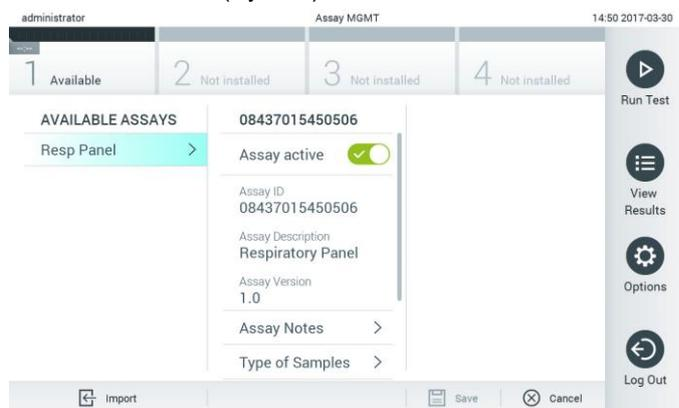 administrator Assay MGMT 14:50 2017-03-30
1 Available 2 Not installed 3 Not installed 4 Not installed
Run Test
AVAILABLE ASSAYS
Resp Panel
08437015450506
Assay active
Assay ID
08437015450506
Assay Description
Respiratory Panel
Assay Version
1.0
Assay Notes
Type of Samples
View
Results
Options
Log Out
Import
Save
Cancel